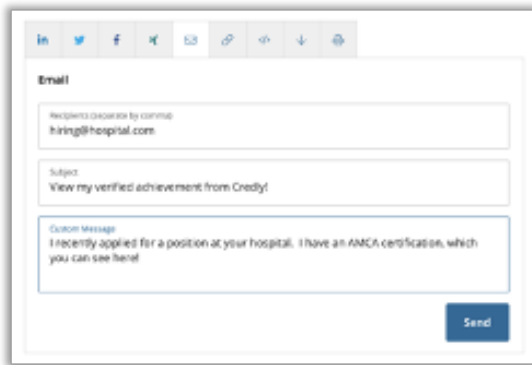 in
Email
Recipients (separate by comma)
hiring@hospital.com
Subject
View my verified achievement from Credly!
Custom Message
I recently applied for a position at your hospital. I have an AMCA certification, which
you can see here!
Send